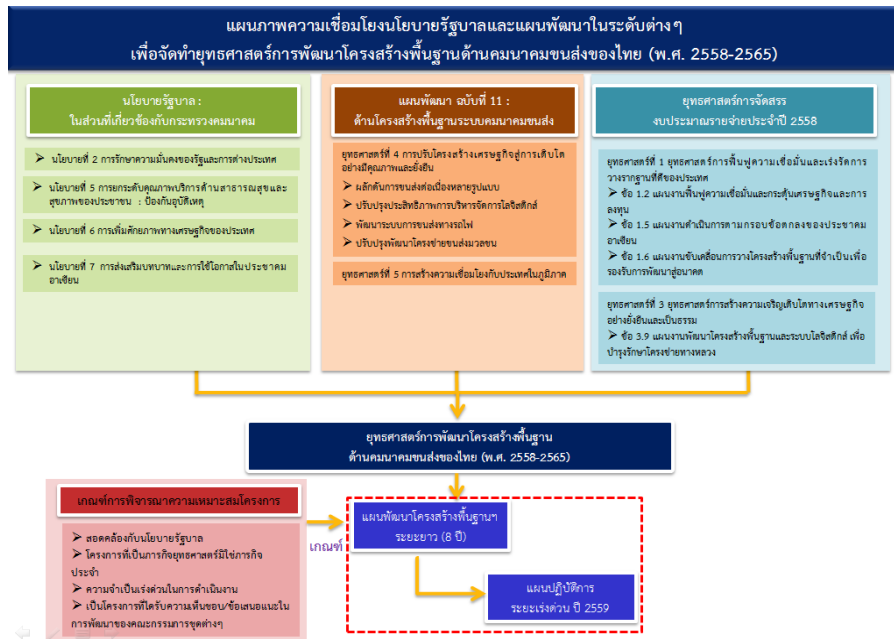 แผนภาพความเชื่อมโยงนโยบายรัฐบาลและแผนพัฒนาในระดับต่างๆ
เพื่อจัดทำยุทธศาสตร์การพัฒนาโครงสร้างพื้นฐานด้านคมนาคมขนส่งของไทย (พ.ศ. 2558-2565)
นโยบายรัฐบาล :
ในส่วนที่เกี่ยวข้องกับกระทรวงคมนาคม
➢ นโยบายที่ 2 การรักษาความมั่นคงของรัฐและการต่างประเทศ
➢ นโยบายที่ 5 การยกระดับคุณภาพบริการด้านสาธารณสุขและ
สุขภาพของประชาชน : ป้องกันอุบัติเหตุ
➢ นโยบายที่ 6 การเพิ่มศักยภาพทางเศรษฐกิจของประเทศ
➢ นโยบายที่ 7 การส่งเสริมบทบาทและการใช้โอกาสในประชาคม
อาเซียน
แผนพัฒนา ฉบับที่ 11 :
ด้านโครงสร้างพื้นฐานระบบคมนาคมขนส่ง
ยุทธศาสตร์ที่ 4 การปรับโครงสร้างเศรษฐกิจสู่การเติบโต
อย่างมีคุณภาพและยั่งยืน
➢ ผลักดันการขนส่งต่อเนื่องหลายรูปแบบ
➢ ปรับปรุงประสิทธิภาพการบริหารจัดการโลจิสติกส์
➢ พัฒนาระบบการขนส่งทางรถไฟ
➢ ปรับปรุงพัฒนาโครงข่ายขนส่งมวลชน
ยุทธศาสตร์ที่ 5 การสร้างความเชื่อมโยงกับประเทศในภูมิภาค
ยุทธศาสตร์การจัดสรร
งบประมาณรายจ่ายประจำปี 2558
ยุทธศาสตร์ที่ 1 ยุทธศาสตร์การฟื้นฟูความเชื่อมั่นและเร่งรัดการ
วางรากฐานที่ดีของประเทศ
➢ ข้อ 1.2 แผนงานฟื้นฟูความเชื่อมั่นและกระตุ้นเศรษฐกิจและการ
ลงทุน
➢ ข้อ 1.5 แผนงานดำเนินการตามกรอบข้อตกลงของประชาคม
อาเซียน
➢ ข้อ 1.6 แผนงานขับเคลื่อนการวางโครงสร้างพื้นฐานที่จำเป็นเพื่อ
รองรับการพัฒนาสู่อนาคต
ยุทธศาสตร์ที่ 3 ยุทธศาสตร์การสร้างความเจริญเติบโตทางเศรษฐกิจ
อย่างยั่งยืนและเป็นธรรม
➢ ข้อ 3.9 แผนงานพัฒนาโครงสร้างพื้นฐานและระบบโลจิสติกส์ เพื่อ
บำรุงรักษาโครงข่ายทางหลวง
ยุทธศาสตร์การพัฒนาโครงสร้างพื้นฐาน
ด้านคมนาคมขนส่งของไทย (พ.ศ. 2558-2565)
เกณฑ์การพิจารณาความเหมาะสมโครงการ
➢ สอดคล้องกับนโยบายรัฐบาล
➢ โครงการที่เป็นภารกิจยุทธศาสตร์มิใช่ภารกิจ
ประจำ
➢ ความจำเป็นเร่งด่วนในการดำเนินงาน
➢ เป็นโครงการที่ได้รับความเห็นชอบ/ข้อเสนอแนะใน
การพัฒนาของคณะกรรมการชุดต่างๆ
เกณฑ์
แผนพัฒนาโครงสร้างพื้นฐานฯ
ระยะยาว (8 ปี)
แผนปฏิบัติการ
ระยะเร่งด่วน ปี 2559